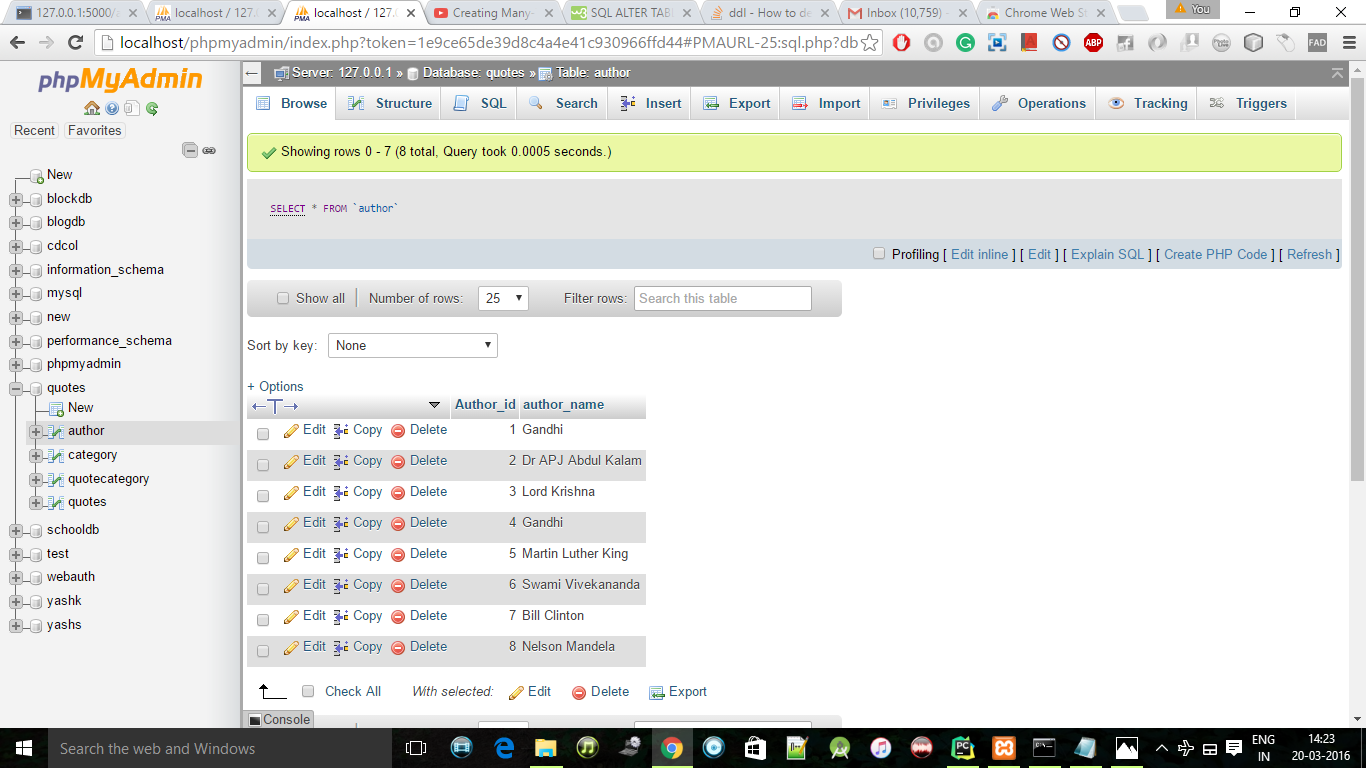 127.0.0.1:5000/
localhost / 127.
localhost / 127.
Creating Many-
SQL ALTER TABL
ddl - How to de
Inbox (10,759) -
Chrome Web St
You
localhost/phpmyadmin/index.php?token=1e9ce65de39d8c4a4e41c930966ffd44#PMAURL-25:sql.php?db
ABP
FAD
phpMyAdmin
Recent
Favorites
New
blockdb
blogdb
cdcol
information_schema
mysql
new
performance_schema
phpmyadmin
quotes
New
author
category
quotecategory
quotes
schooldb
test
webauth
yashk
yashs
Server: 127.0.0.1 » Database: quotes » Table: author
Browse Structure SQL Search Insert Export Import Privileges Operations Tracking Triggers
Showing rows 0 - 7 (8 total, Query took 0.0005 seconds.)
SELECT * FROM `author`
Profiling [ Edit inline ] [ Edit ] [ Explain SQL ] [ Create PHP Code ] [ Refresh ]
Show all Number of rows: 25 Filter rows: Search this table
Sort by key: None
+ Options
Author_id author_name
Edit Copy Delete 1 Gandhi
Edit Copy Delete 2 Dr APJ Abdul Kalam
Edit Copy Delete 3 Lord Krishna
Edit Copy Delete 4 Gandhi
Edit Copy Delete 5 Martin Luther King
Edit Copy Delete 6 Swami Vivekananda
Edit Copy Delete 7 Bill Clinton
Edit Copy Delete 8 Nelson Mandela
Check All With selected: Edit Delete Export
Console
Search the web and Windows
ENG
IN
14:23
20-03-2016